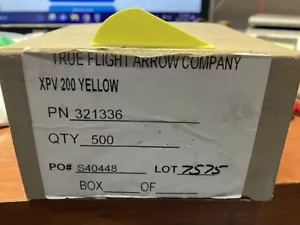 TRUE FLIGHT ARROW COMPANY
XPV 200 YELLOW
PN 321336
QTY 500
PO# S40448 LOT 7575
BOX OF